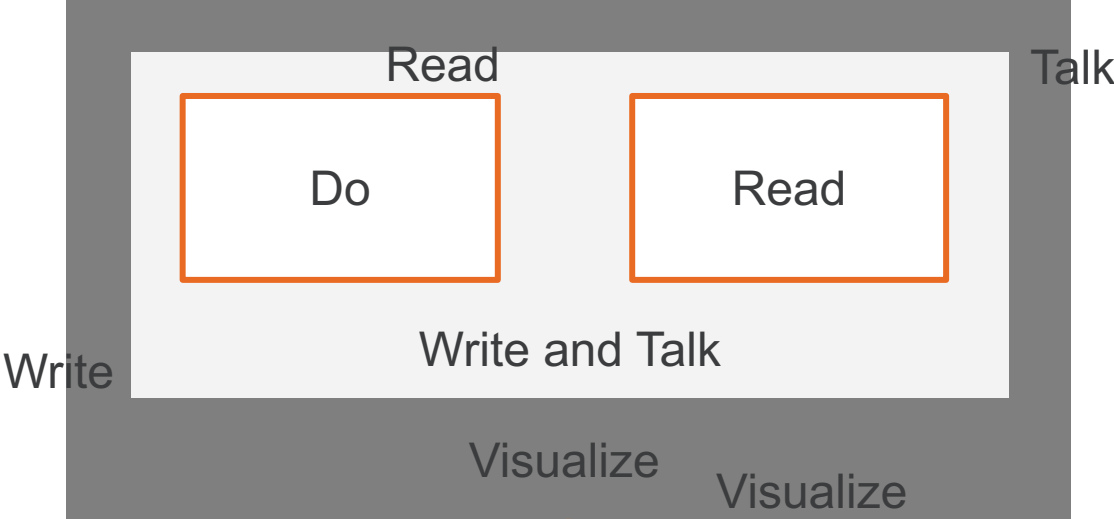 Read
Talk
Do
Read
Write and Talk
Write
Visualize
Visualize